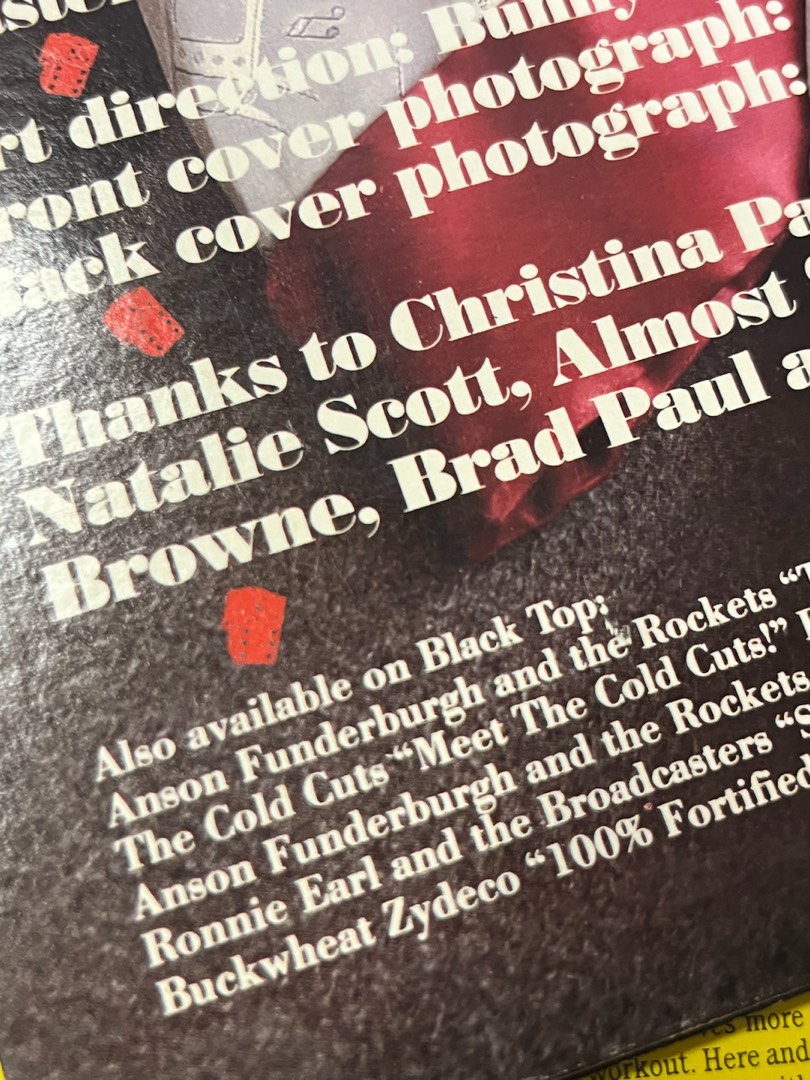 rt direction: Bunny
ront cover photograph:
ack cover photograph:
Thanks to Christina Pa
Natalie Scott, Almost
Browne, Brad Paul a
Also available on Black Top:
Anson Funderburgh and the Rockets “T
The Cold Cuts “Meet The Cold Cuts!”
Anson Funderburgh and the Rockets
Ronnie Earl and the Broadcasters “S
Buckwheat Zydeco “100% Fortified
more
workout. Here and